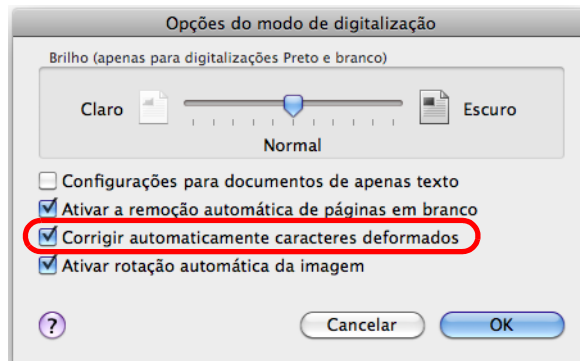 Opções do modo de digitalização
Brilho (apenas para digitalizações Preto e branco)
Claro Escuro
Normal
Configurações para documentos de apenas texto
Ativar a remoção automática de páginas em branco
Corrigir automaticamente caracteres deformados
Ativar rotação automática da imagem
? Cancelar OK